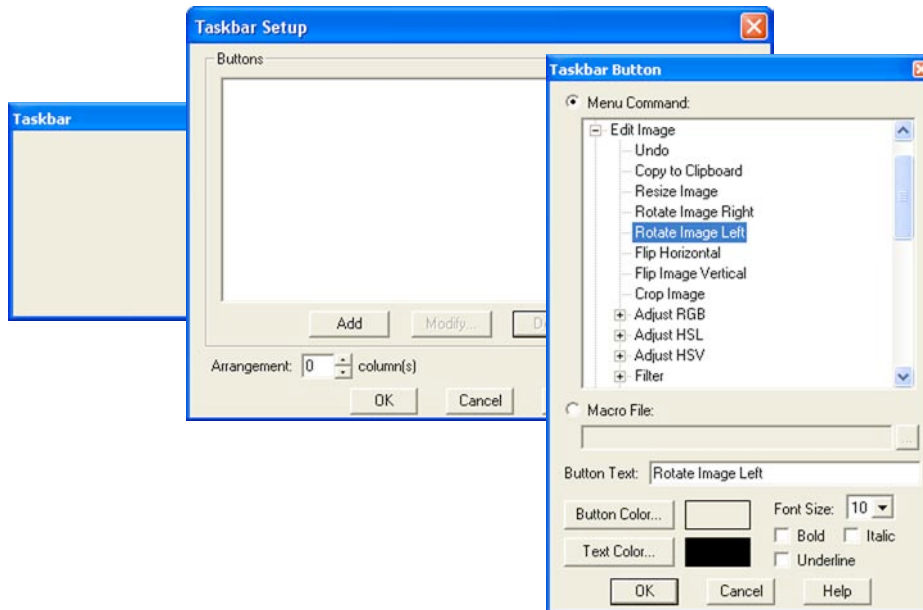 Taskbar
Taskbar Setup
Buttons
Add
Modify...
Arrangement: 0 column(s)
OK Cancel
Taskbar Button
Menu Command:
Edit Image
Undo
Copy to Clipboard
Resize Image
Rotate Image Right
Rotate Image Left
Flip Horizontal
Flip Image Vertical
Crop Image
Adjust RGB
Adjust HSL
Adjust HSV
Filter
Macro File:
...
Button Text: Rotate Image Left
Button Color... Font Size: 10
Bold Italic
Text Color... Underline
OK Cancel Help